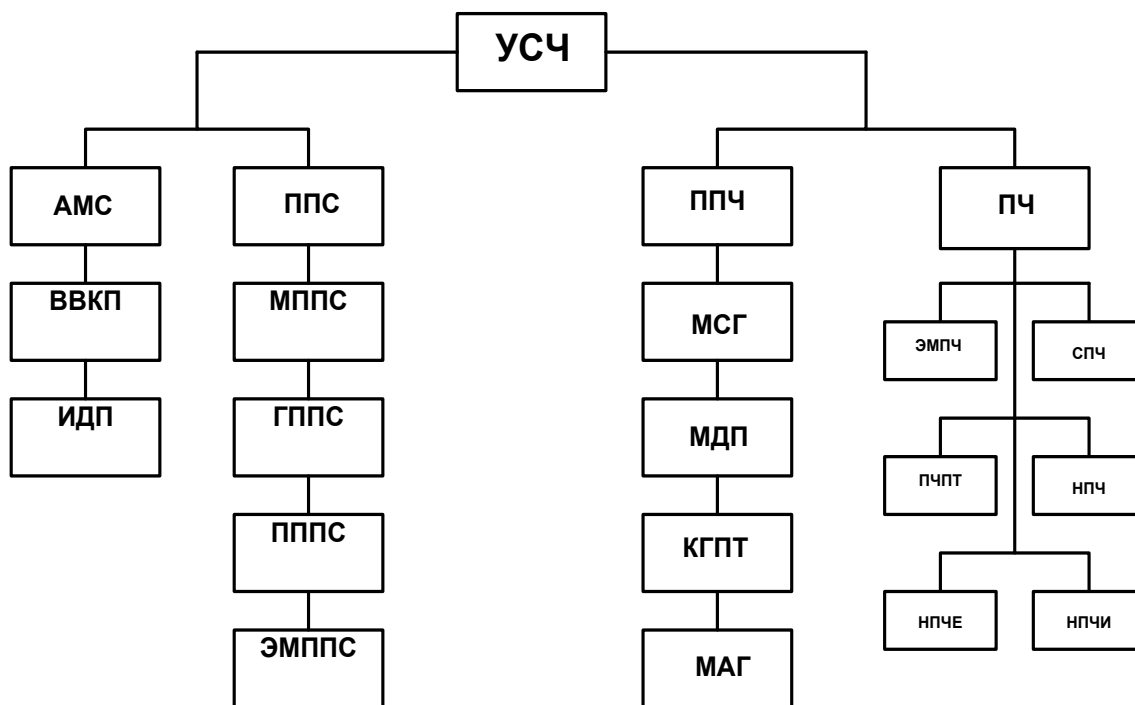 УСЧ
АМС
ППС
ППЧ
ПЧ
ВВКП
МППС
МСГ
ЭМПЧ
СПЧ
ИДП
ГППС
МДП
ПЧПТ
НПЧ
ПППС
КГПТ
НПЧЕ
НПЧИ
ЭМППС
МАГ